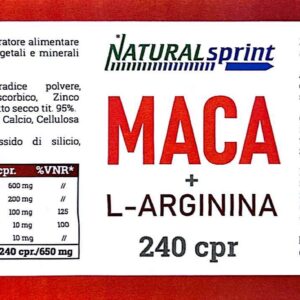 ratore alimentare
getali e minerali
radice polvere,
scorbico, Zinco
tto secco tit. 95%.
Calcio, Cellulosa
ssido di silicio,
cpr. %VNR*
600 mg //
200 mg //
100 mg 125
10 mg 100
10 mg //
240 cpr./650 mg
NATURALsprint
MACA
+
L-ARGININA
240 cpr